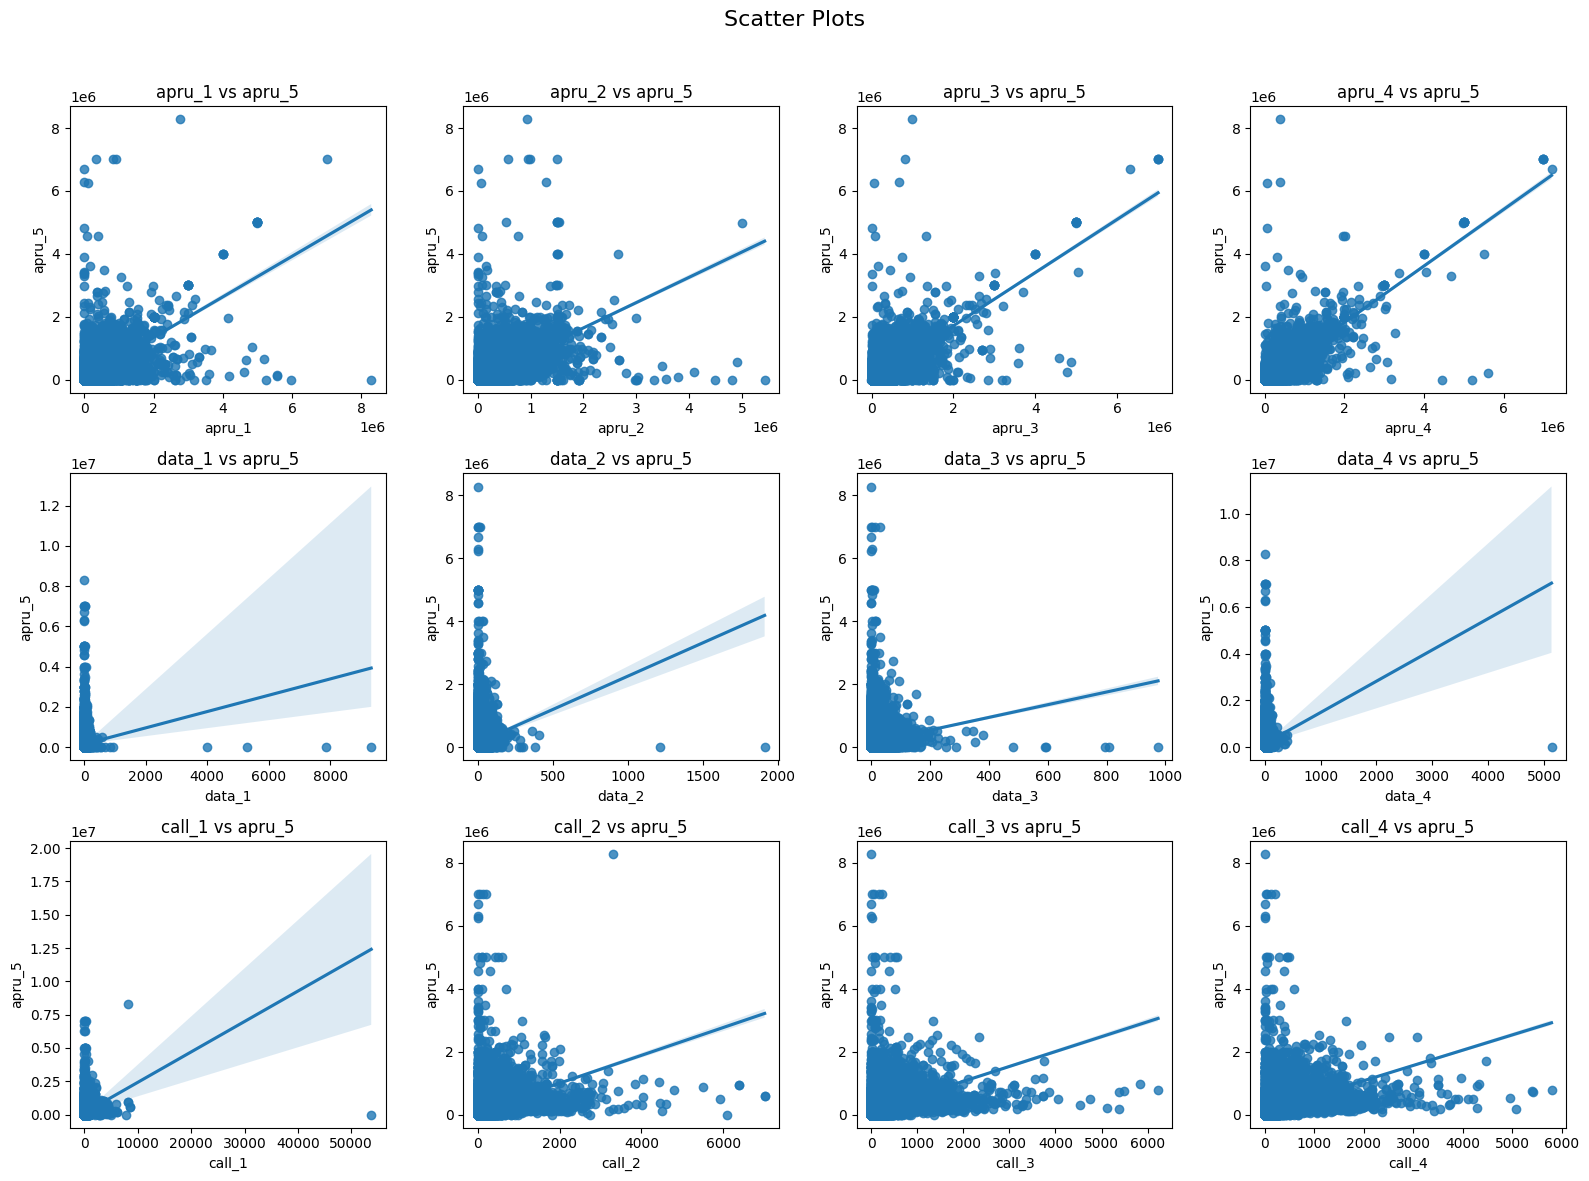 Scatter Plots
apru_1 vs apru_5
1e6
apru_5
8
6
4
2
0
0 2 4 6 8
apru_1
1e6
apru_2 vs apru_5
1e6
apru_5
8
6
4
2
0
0 1 2 3 4 5
apru_2
1e6
apru_3 vs apru_5
1e6
apru_5
8
6
4
2
0
0 2 4 6
apru_3
1e6
apru_4 vs apru_5
1e6
apru_5
8
6
4
2
0
0 2 4 6
apru_4
1e6
data_1 vs apru_5
1e7
apru_5
1.2
1.0
0.8
0.6
0.4
0.2
0.0
0 2000 4000 6000 8000
data_1
data_2 vs apru_5
1e6
apru_5
8
6
4
2
0
0 500 1000 1500 2000
data_2
data_3 vs apru_5
1e6
apru_5
8
6
4
2
0
0 200 400 600 800 1000
data_3
data_4 vs apru_5
1e7
apru_5
1.0
0.8
0.6
0.4
0.2
0.0
0 1000 2000 3000 4000 5000
data_4
call_1 vs apru_5
1e7
apru_5
2.00
1.75
1.50
1.25
1.00
0.75
0.50
0.25
0.00
0 10000 20000 30000 40000 50000
call_1
call_2 vs apru_5
1e6
apru_5
8
6
4
2
0
0 2000 4000 6000
call_2
call_3 vs apru_5
1e6
apru_5
8
6
4
2
0
0 1000 2000 3000 4000 5000 6000
call_3
call_4 vs apru_5
1e6
apru_5
8
6
4
2
0
0 1000 2000 3000 4000 5000 6000
call_4